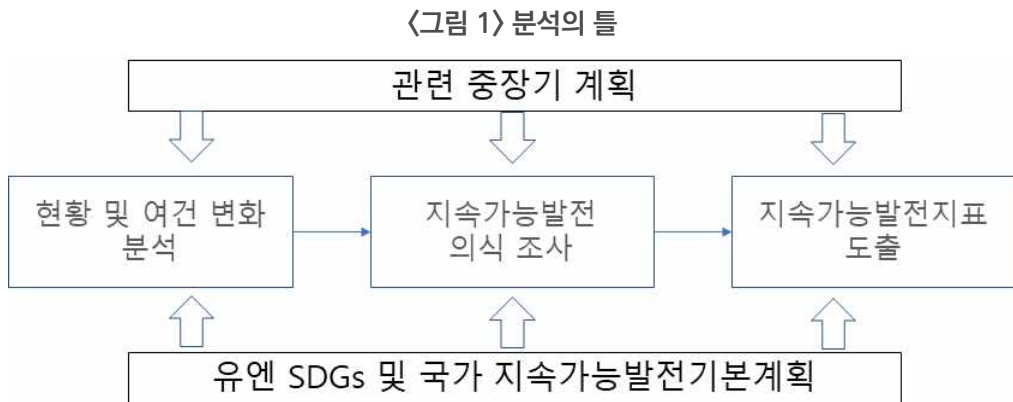 <그림 1> 분석의 틀
관련 중장기 계획
현황 및 여건 변화
분석
지속가능발전
의식 조사
지속가능발전지표
도출
유엔 SDGs 및 국가 지속가능발전기본계획